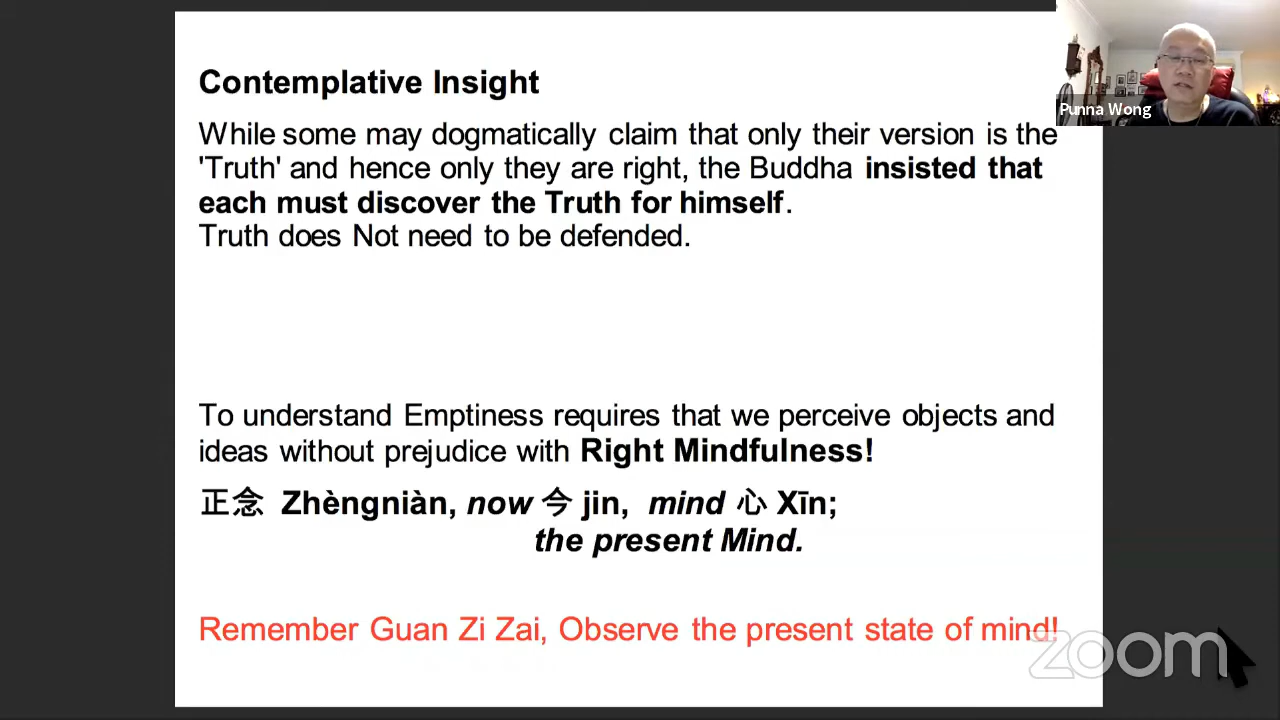 Contemplative Insight
While some may dogmatically claim that only their version is the
'Truth' and hence only they are right, the Buddha insisted that
each must discover the Truth for himself.
Truth does Not need to be defended.
To understand Emptiness requires that we perceive objects and
ideas without prejudice with Right Mindfulness!
正念 Zhèngniàn, now 今 jin, mind 心 Xīn;
the present Mind.
Remember Guan Zi Zai, Observe the present state of mind!
Punna Wong
zoom